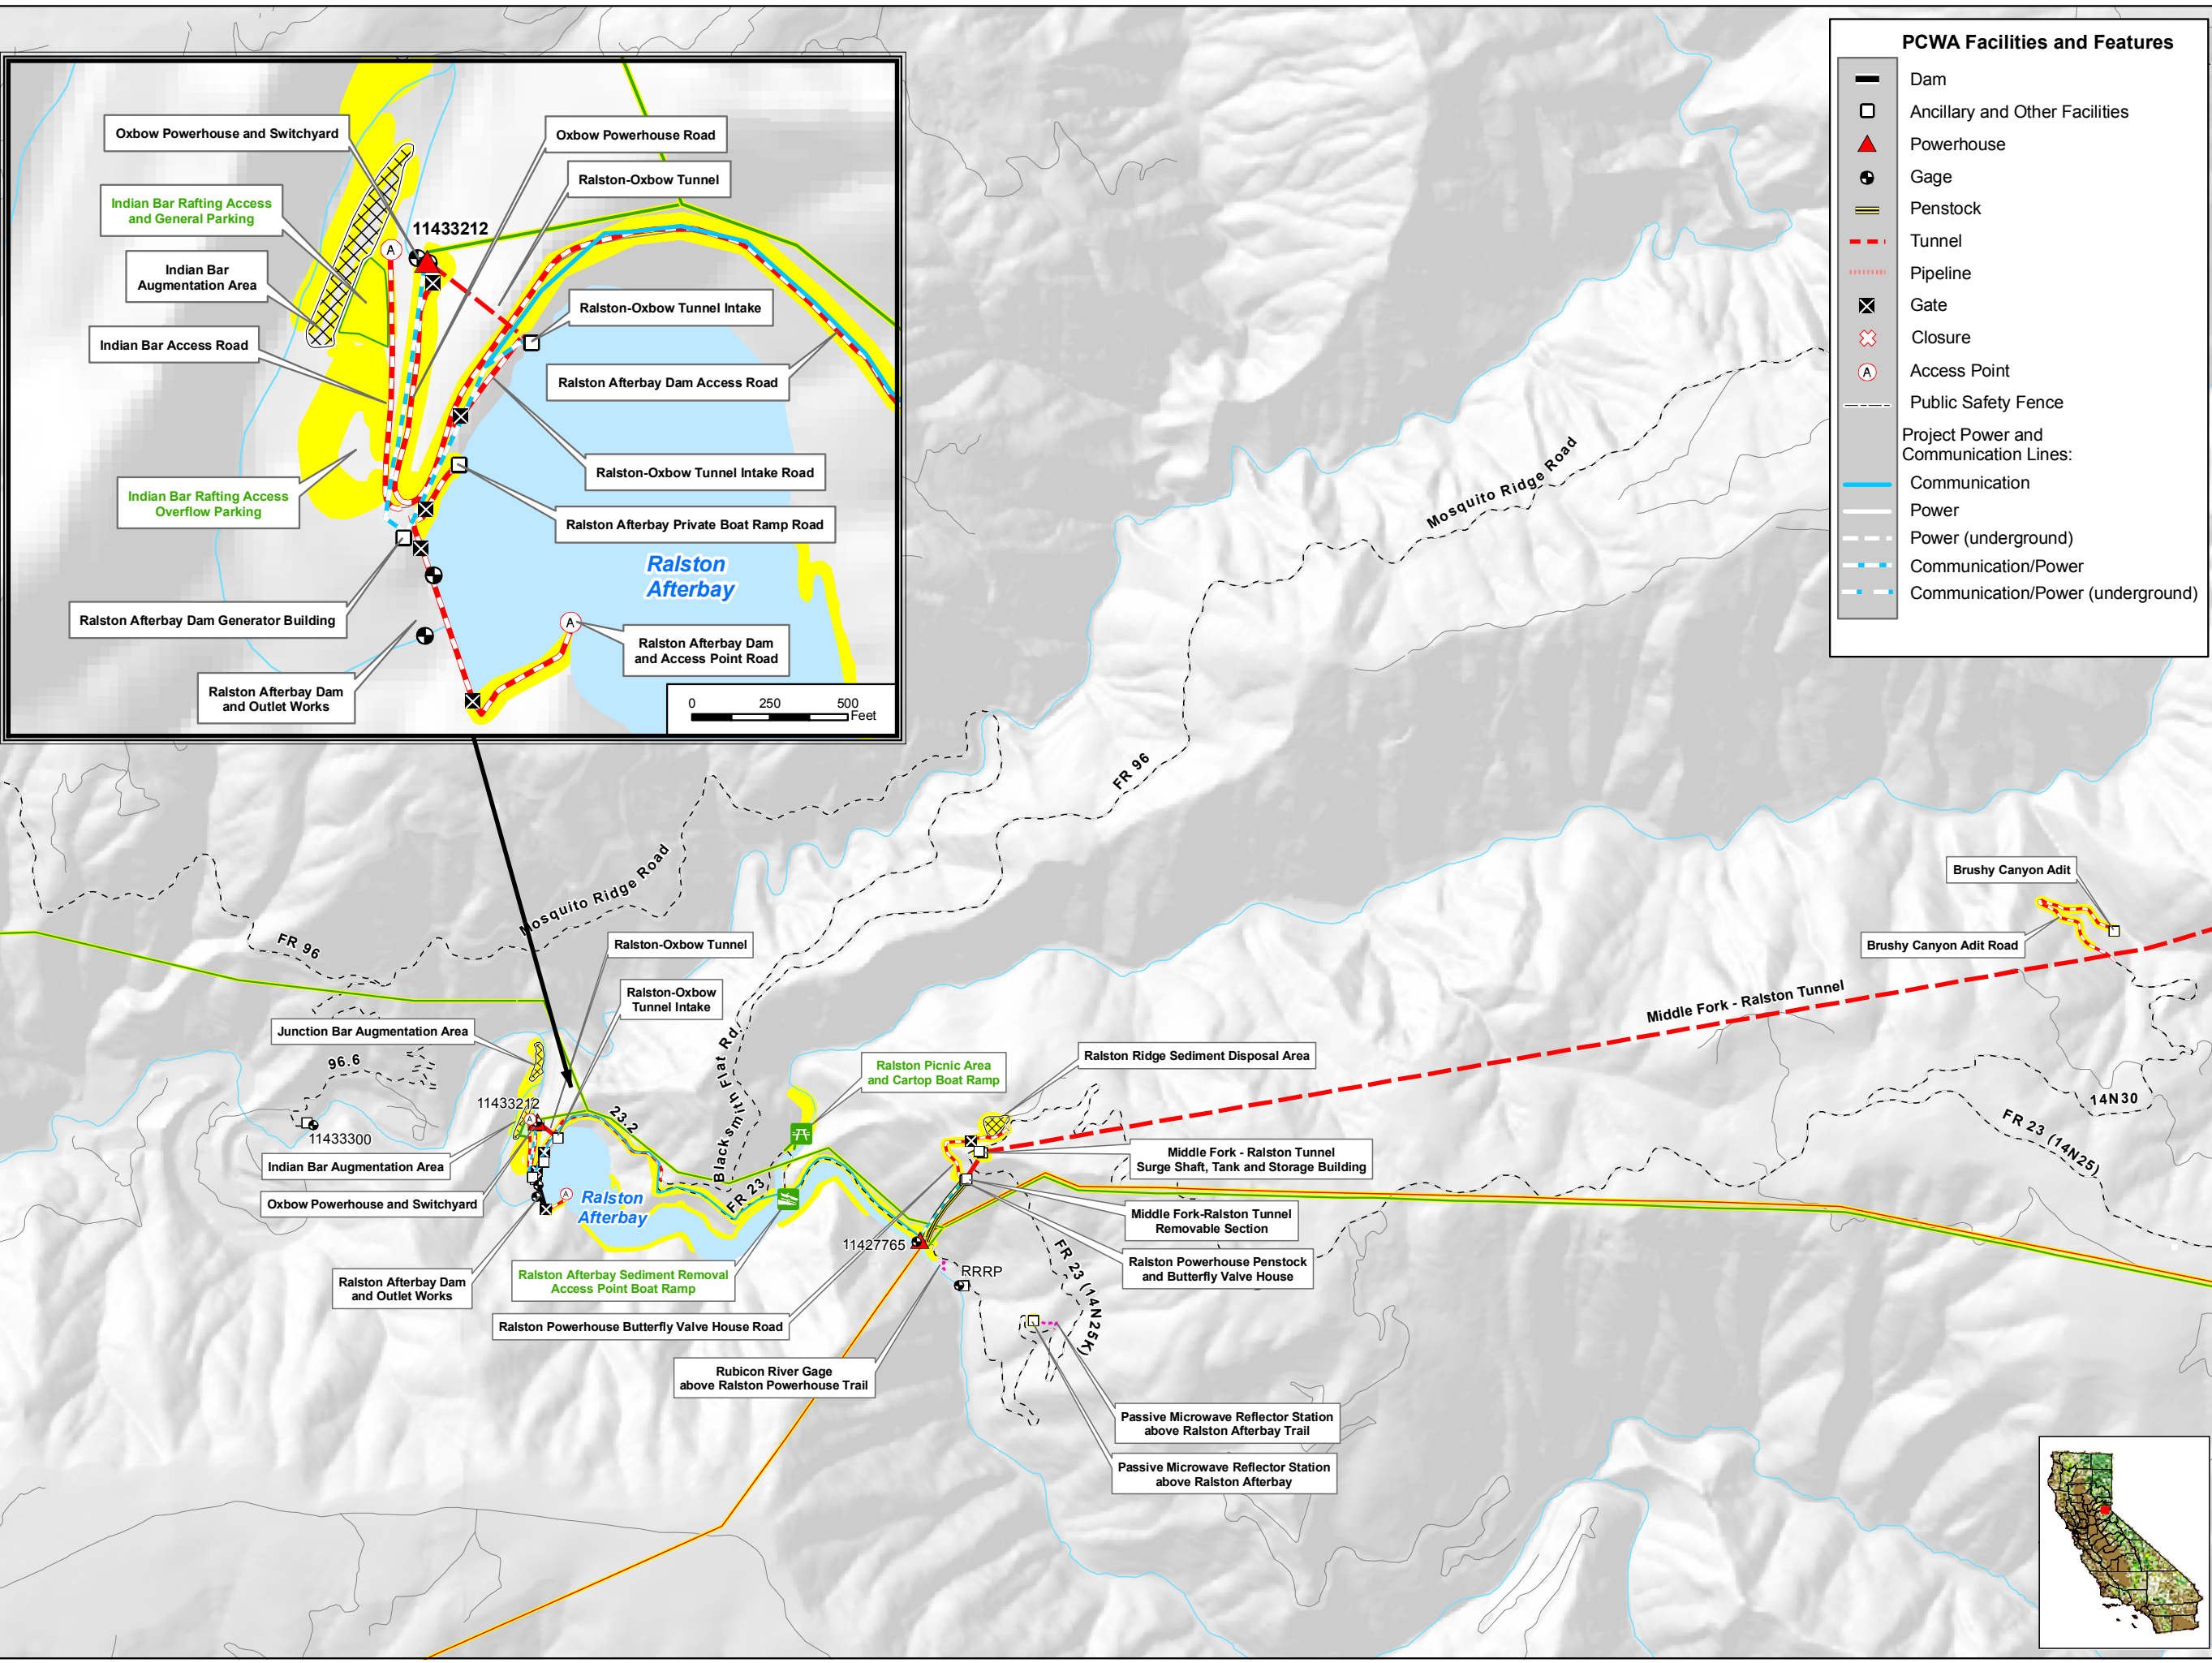 PCWA Facilities and Features
Dam
Ancillary and Other Facilities
Powerhouse
Gage
Penstock
Tunnel
Pipeline
Gate
Closure
A
Access Point
Public Safety Fence
Project Power and
Communication Lines:
Communication
Power
Power (underground)
Communication/Power
Communication/Power (underground)
Oxbow Powerhouse and Switchyard
Oxbow Powerhouse Road
Ralston-Oxbow Tunnel
Indian Bar Rafting Access
and General Parking
11433212
A
Indian Bar
Augmentation Area
Ralston-Oxbow Tunnel Intake
Indian Bar Access Road
Ralston Afterbay Dam Access Road
Ralston-Oxbow Tunnel Intake Road
Indian Bar Rafting Access
Overflow Parking
Ralston Afterbay Private Boat Ramp Road
Ralston
Afterbay
Ralston Afterbay Dam Generator Building
A
Ralston Afterbay Dam
and Access Point Road
Ralston Afterbay Dam
and Outlet Works
0 250 500
Feet
Mosquito Ridge Road
FR 96
Mosquito Ridge Road
FR 96
Brushy Canyon Adit
Brushy Canyon Adit Road
Middle Fork - Ralston Tunnel
Ralston-Oxbow Tunnel
Ralston-Oxbow
Tunnel Intake
Junction Bar Augmentation Area
96.6
11433300
11433212
A
23.2
Blacksmith Flat Rd.
Ralston Picnic Area
and Cartop Boat Ramp
Ralston Ridge Sediment Disposal Area
14N30
FR 23 (14N25)
Indian Bar Augmentation Area
Middle Fork - Ralston Tunnel
Surge Shaft, Tank and Storage Building
Oxbow Powerhouse and Switchyard
A
Ralston
Afterbay
FR 23
Middle Fork-Ralston Tunnel
Removable Section
11427765
Ralston Powerhouse Penstock
and Butterfly Valve House
FR 23 (14N25K)
RRRP
Ralston Afterbay Dam
and Outlet Works
Ralston Afterbay Sediment Removal
Access Point Boat Ramp
Ralston Powerhouse Butterfly Valve House Road
Rubicon River Gage
above Ralston Powerhouse Trail
Passive Microwave Reflector Station
above Ralston Afterbay Trail
Passive Microwave Reflector Station
above Ralston Afterbay